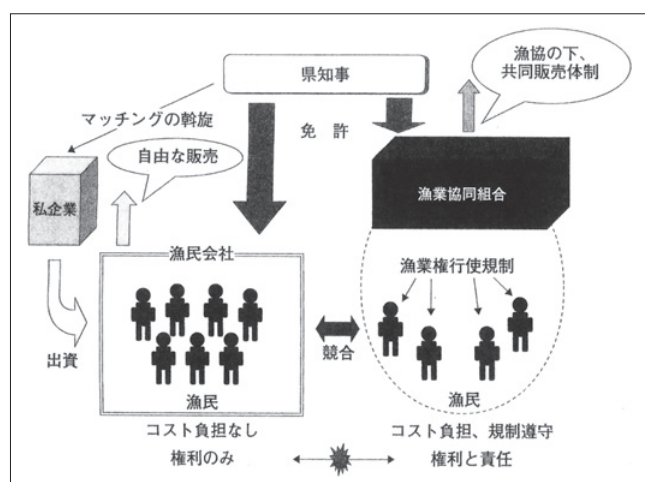 県知事
漁協の下、
共同販売体制
マッチングの斡旋
免許
自由な販売
私企業
漁業協同組合
漁民会社
漁業権行使規制
出資
競合
漁民
漁民
コスト負担なし
コスト負担、規制遵守
権利のみ
権利と責任